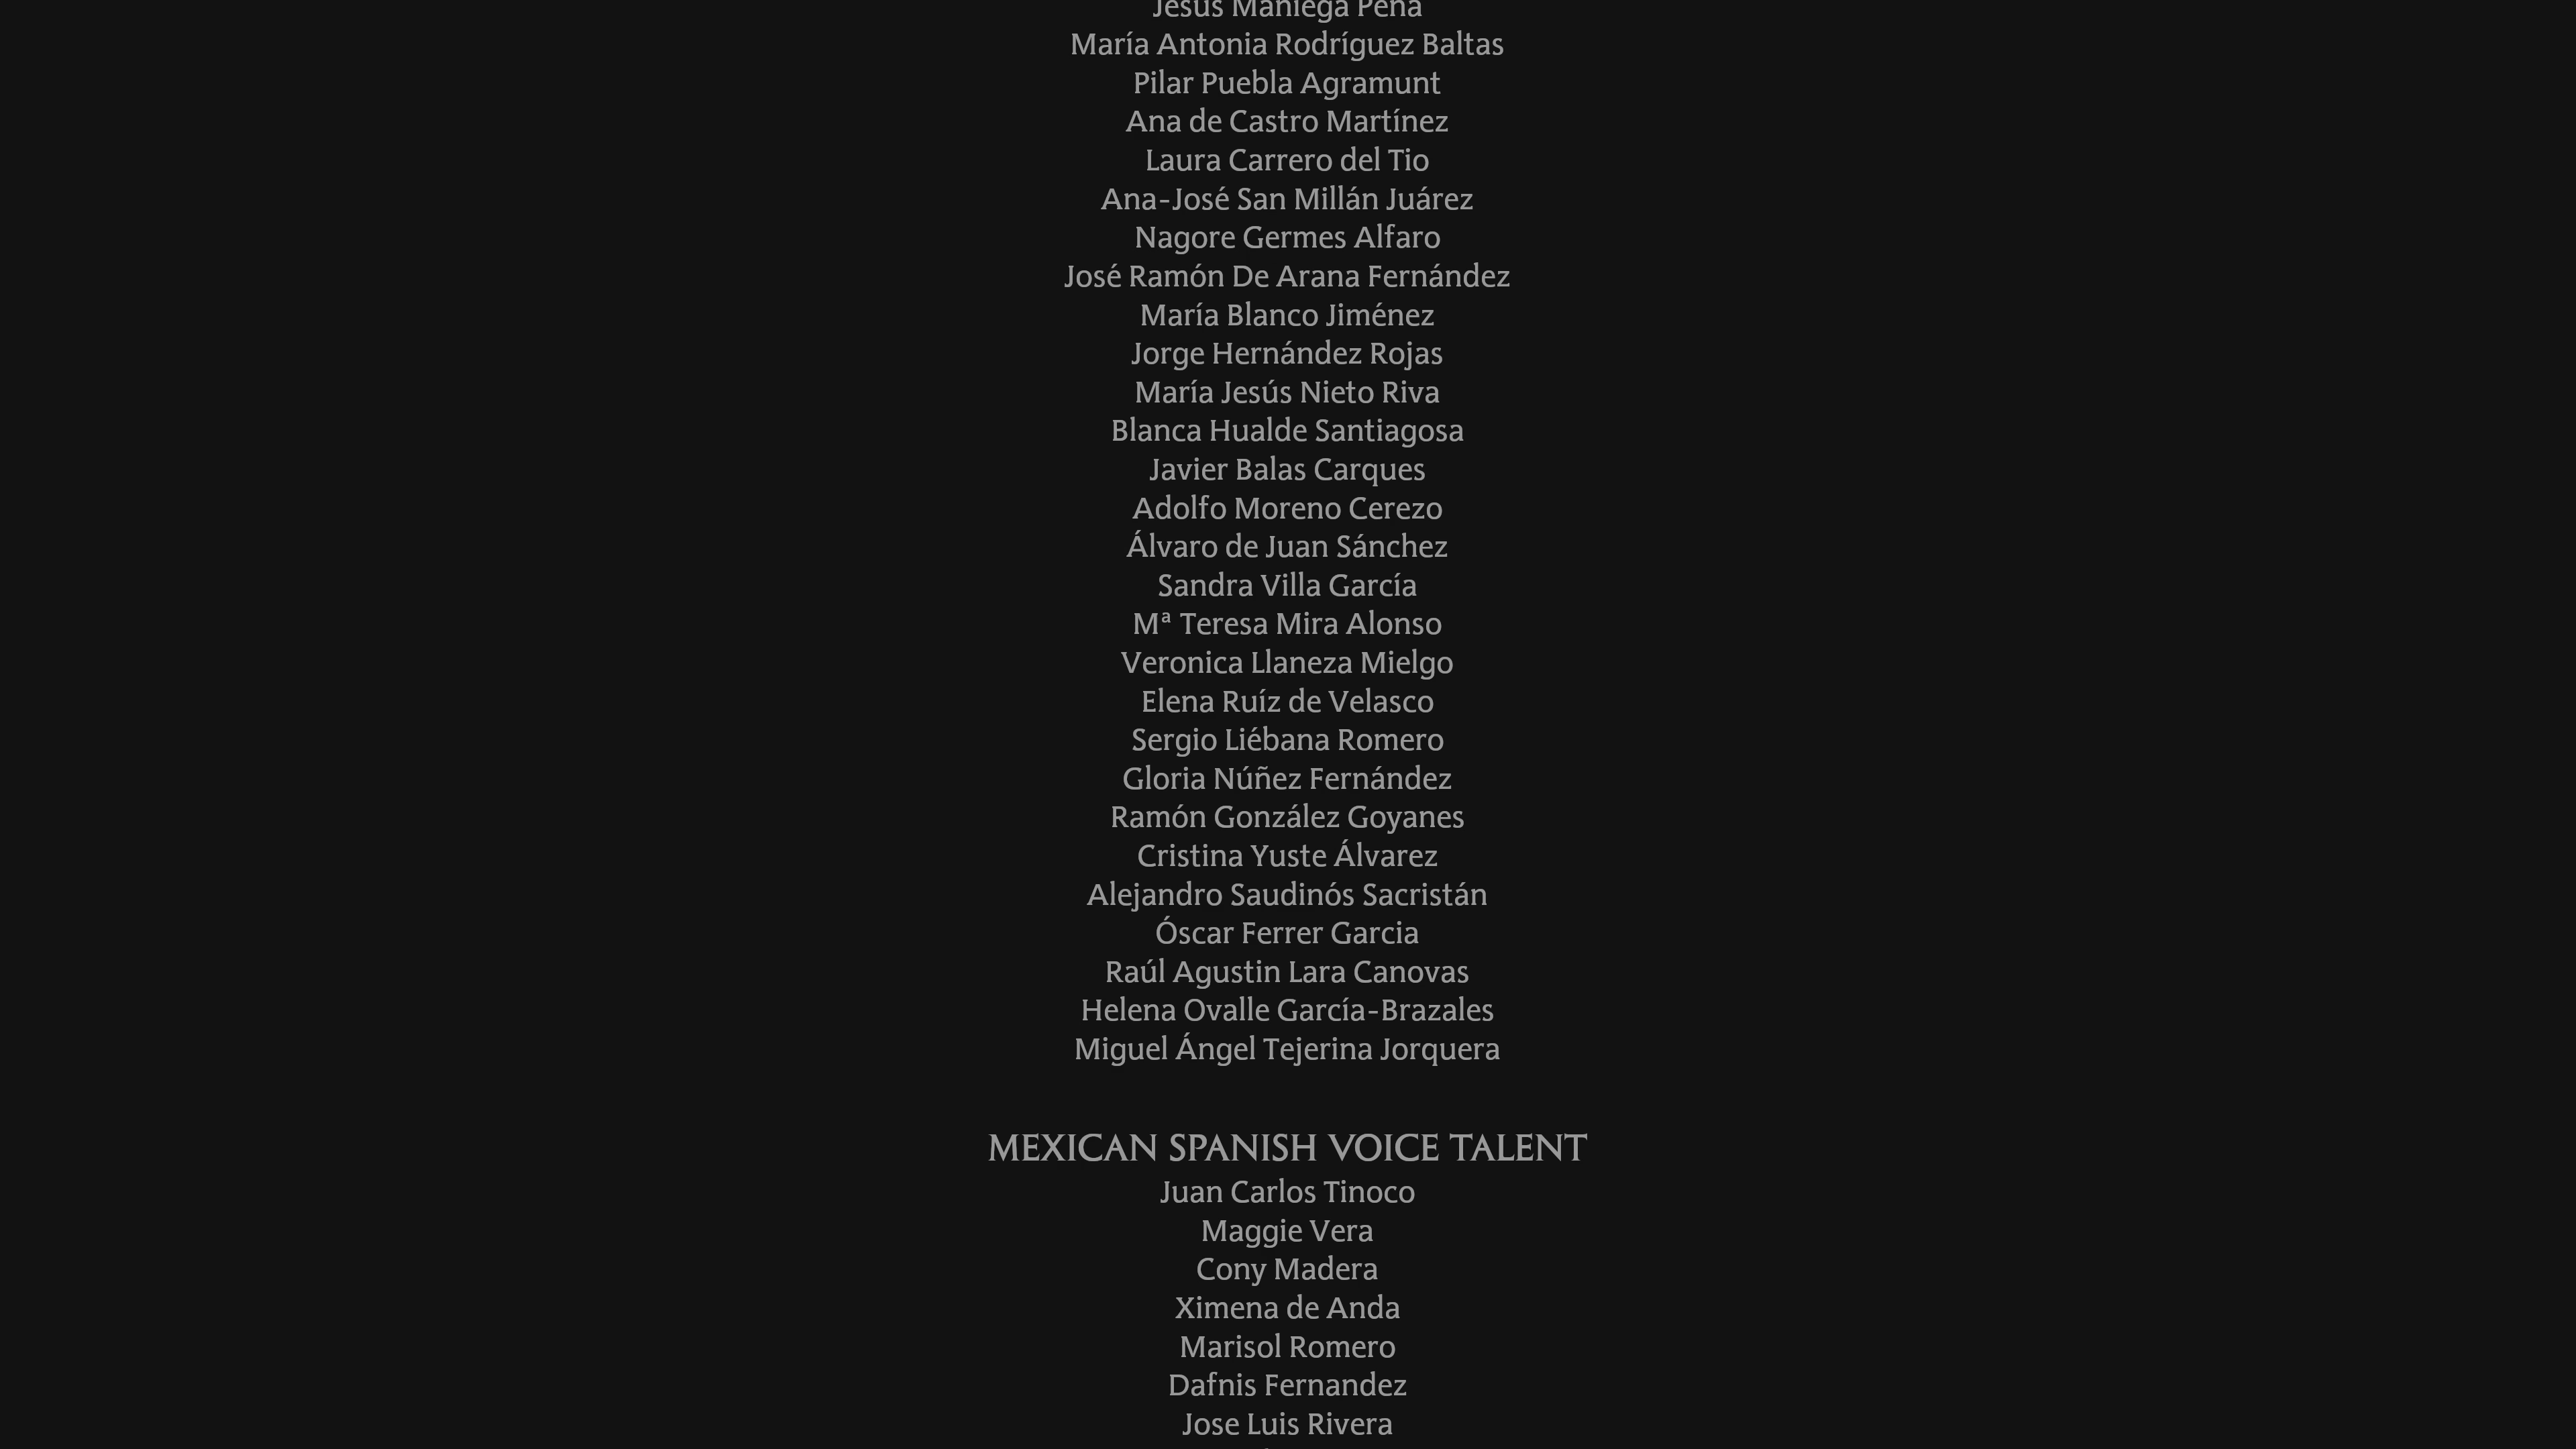 Jesús Maniega Peña
María Antonia Rodríguez Baltas
Pilar Puebla Agramunt
Ana de Castro Martínez
Laura Carrero del Tio
Ana-José San Millán Juárez
Nagore Germes Alfaro
José Ramón De Arana Fernández
María Blanco Jiménez
Jorge Hernández Rojas
María Jesús Nieto Riva
Blanca Hualde Santiagosa
Javier Balas Carques
Adolfo Moreno Cerezo
Álvaro de Juan Sánchez
Sandra Villa García
Mª Teresa Mira Alonso
Veronica Llaneza Mielgo
Elena Ruíz de Velasco
Sergio Liébana Romero
Gloria Núñez Fernández
Ramón González Goyanes
Cristina Yuste Álvarez
Alejandro Saudinós Sacristán
Óscar Ferrer Garcia
Raúl Agustin Lara Canovas
Helena Ovalle García-Brazales
Miguel Ángel Tejerina Jorquera
MEXICAN SPANISH VOICE TALENT
Juan Carlos Tinoco
Maggie Vera
Cony Madera
Ximena de Anda
Marisol Romero
Dafnis Fernandez
Jose Luis Rivera